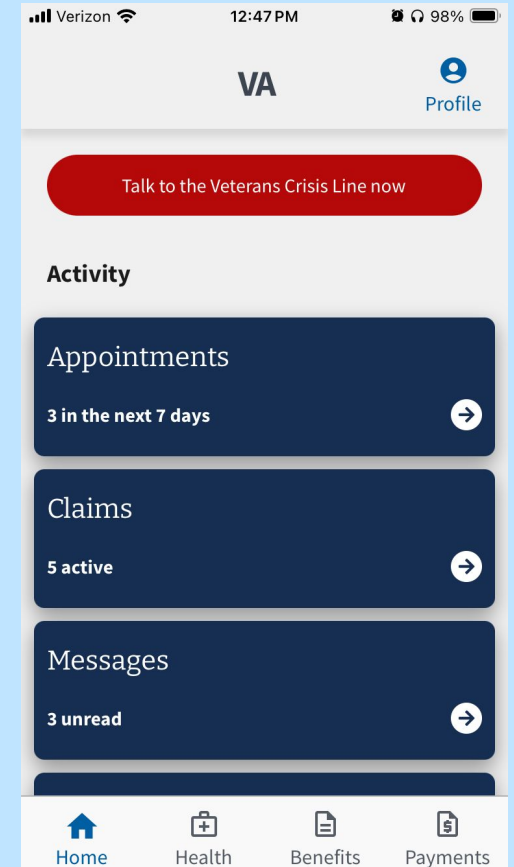 Verizon 12:47 PM 98%
VA
Profile
Talk to the Veterans Crisis Line now
Activity
Appointments
3 in the next 7 days
Claims
5 active
Messages
3 unread
Home Health Benefits Payments